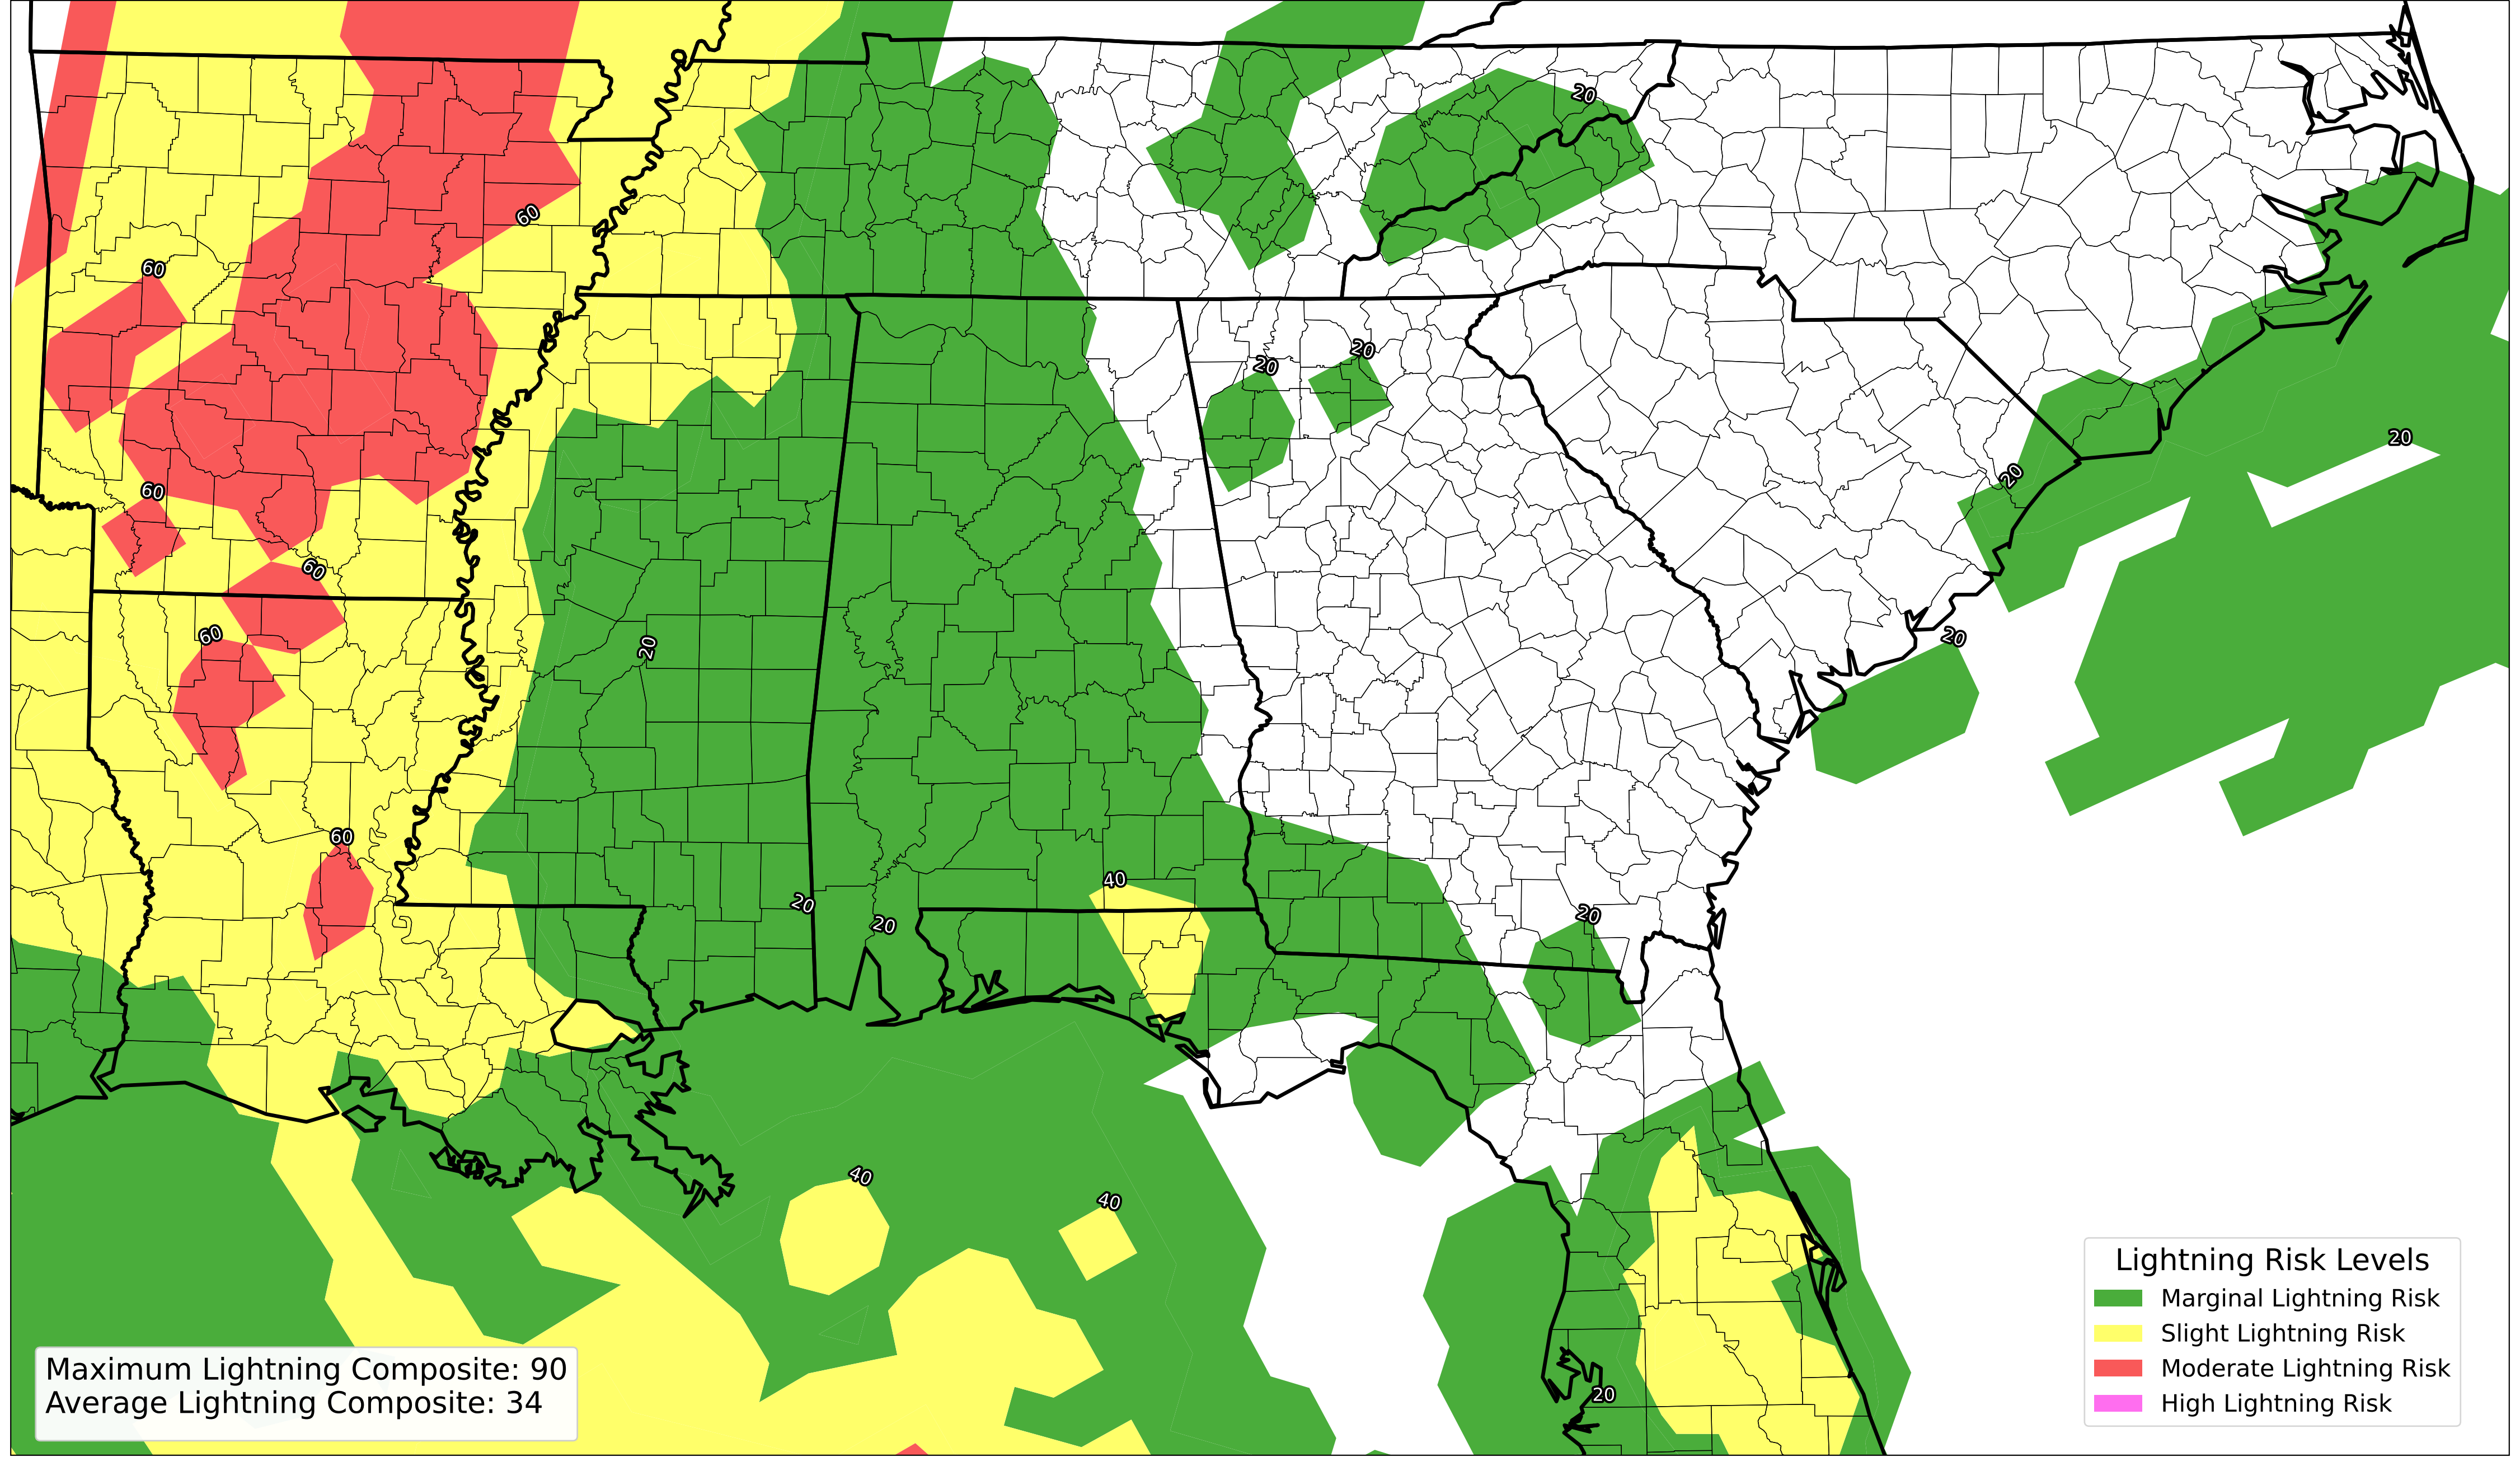 20
60
60
20
20
20
20
60
60
60
20
20
60
40
20
20
20
40
40
20
Lightning Risk Levels
Marginal Lightning Risk
Slight Lightning Risk
Moderate Lightning Risk
High Lightning Risk
Maximum Lightning Composite: 90
Average Lightning Composite: 34